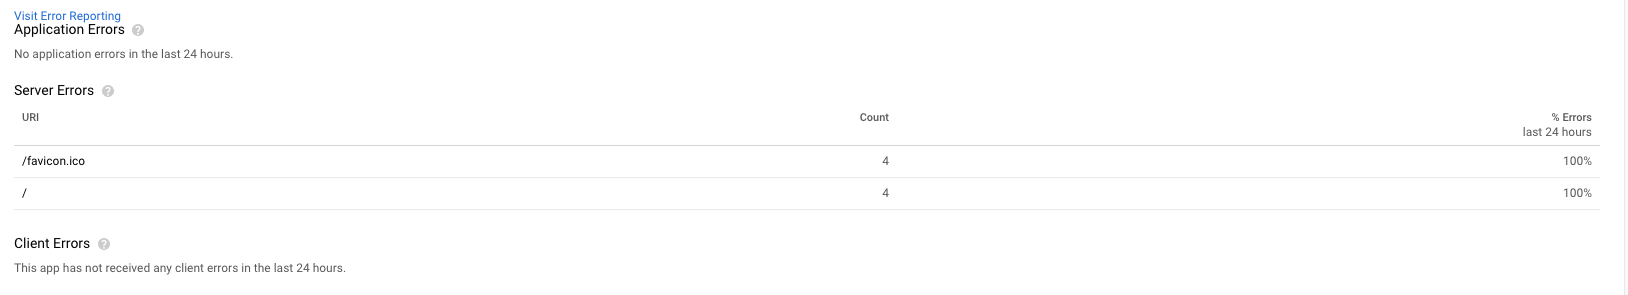 Visit Error Reporting
Application Errors ?
No application errors in the last 24 hours.
Server Errors ?
URI Count % Errors
last 24 hours
/favicon.ico 4 100%
/ 4 100%
Client Errors ?
This app has not received any client errors in the last 24 hours.